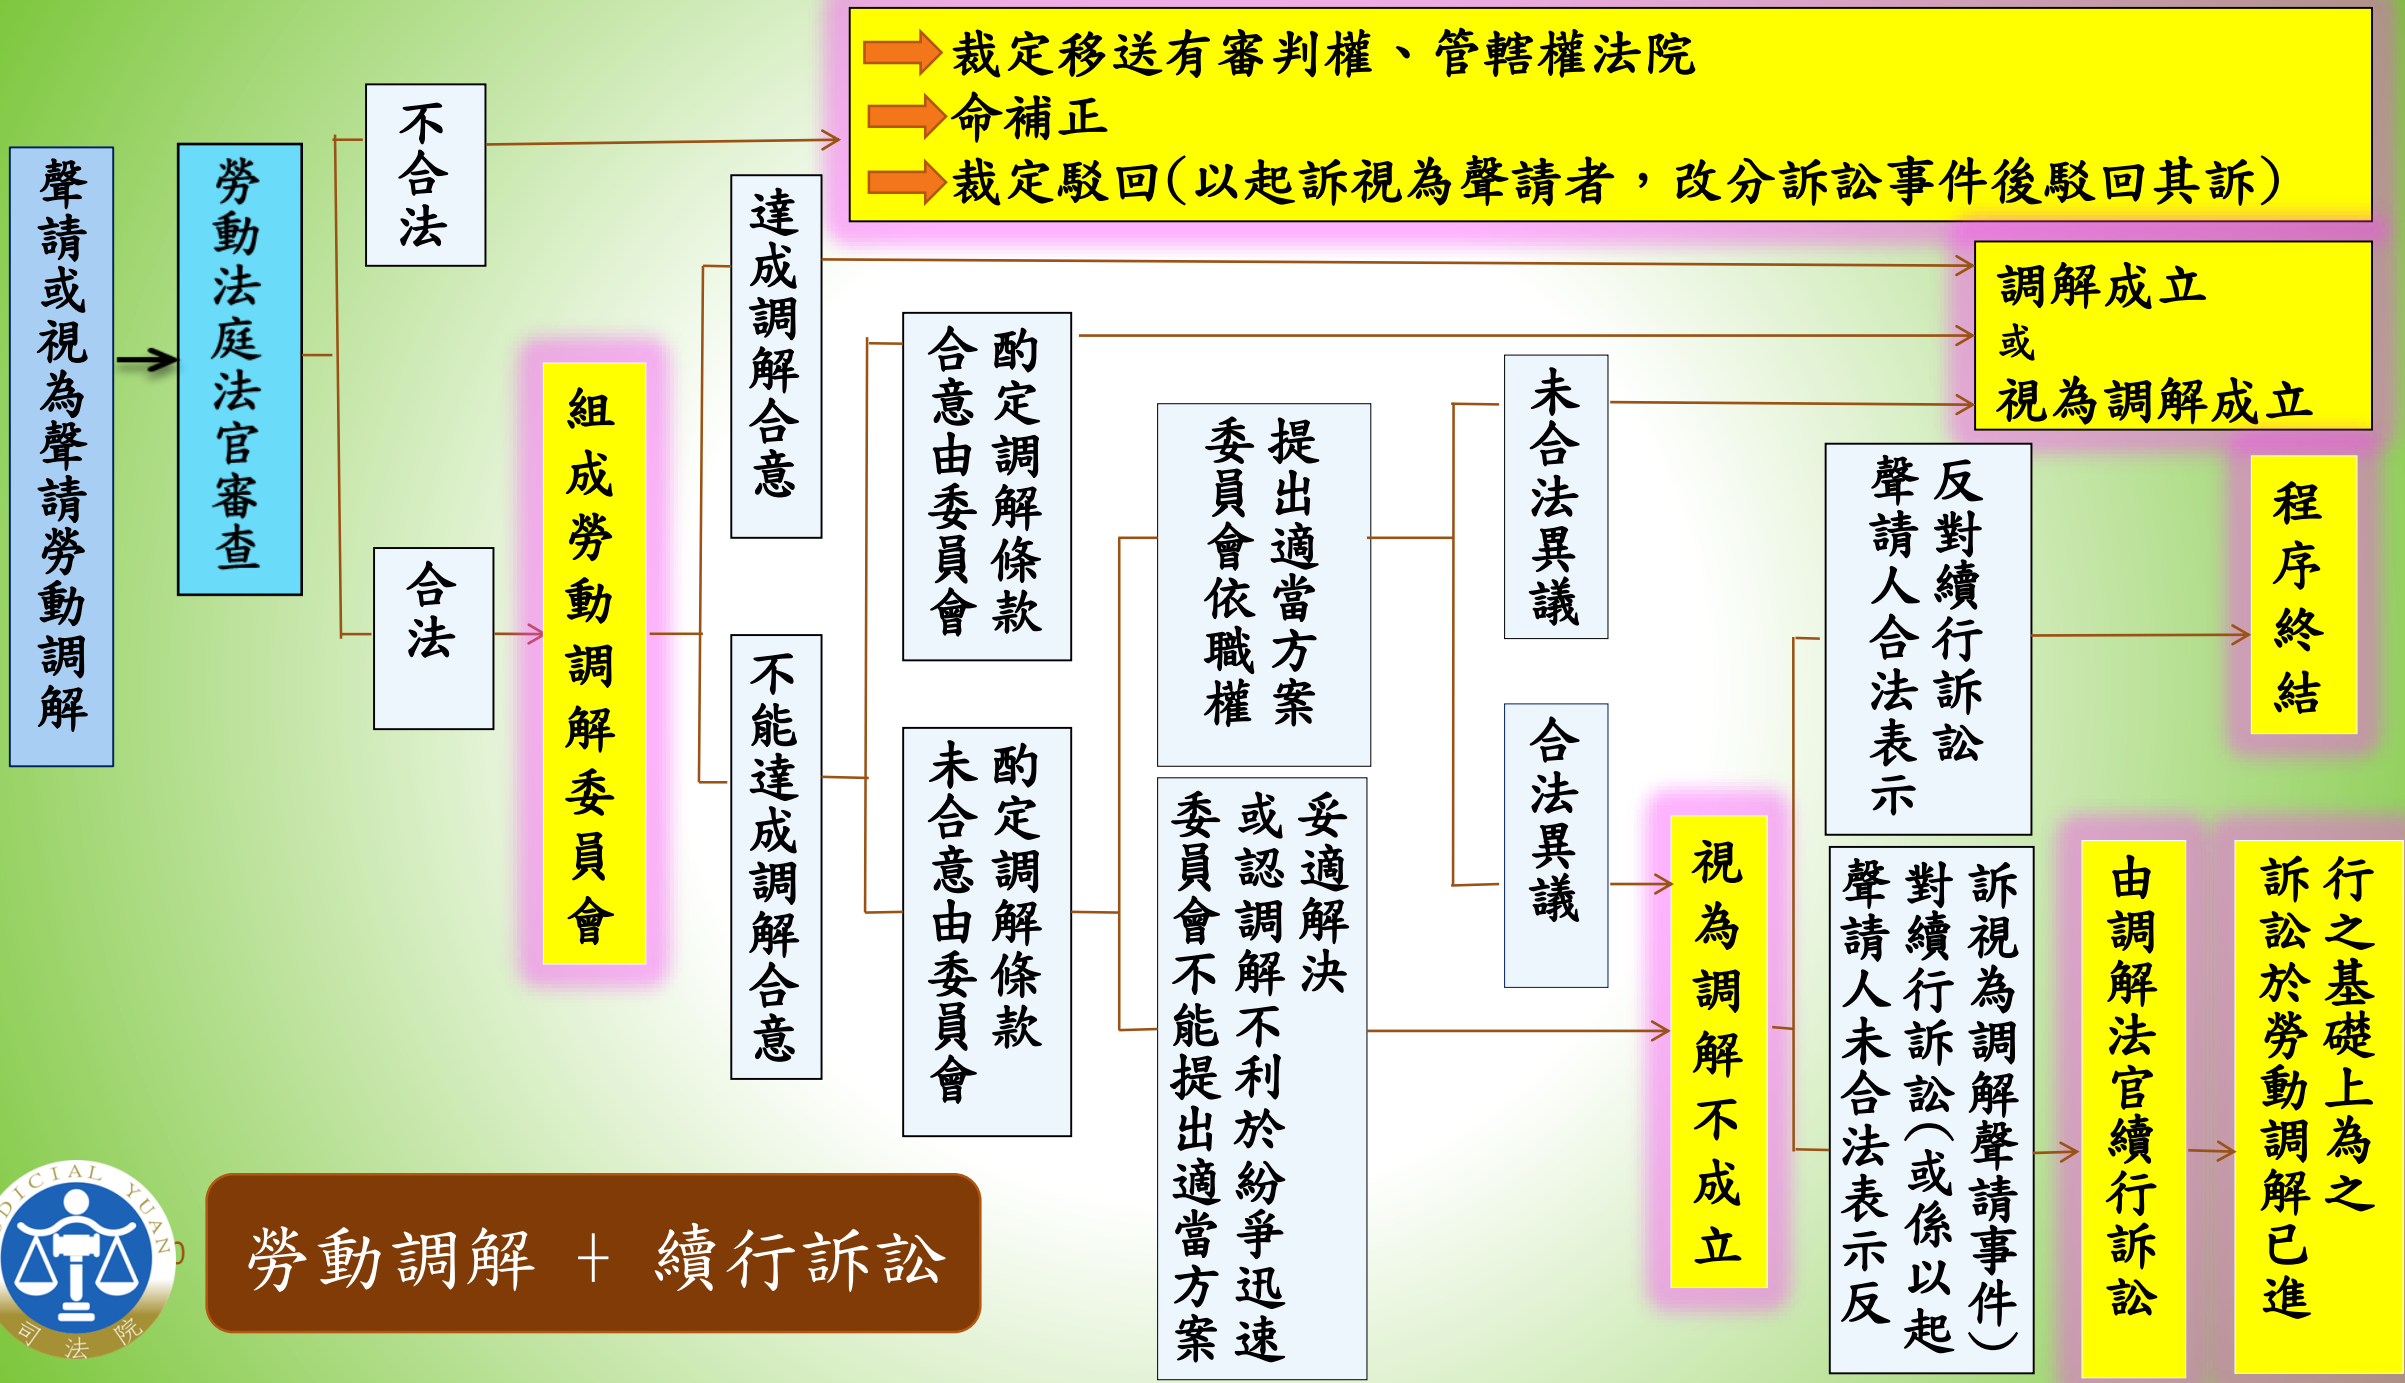 聲請或視為聲請勞動調解
勞動法庭法官審查
不合法
裁定移送有審判權、管轄權法院
命補正
裁定駁回(以起訴視為聲請者，改分訴訟事件後駁回其訴)
合法
組成勞動調解委員會
達成調解合意
不能達成調解合意
合意由委員會
酌定調解條款
未合意由委員會
酌定調解條款
委員會依職權
提出適當方案
委員會不能提出適當方案
或認調解不利於紛爭迅速
妥適解決
未合法異議
合法異議
調解成立
或
視為調解成立
視為調解不成立
聲請人合法表示
反對續行訴訟
程序終結
聲請人未合法表示反
對續行訴訟(或係以起
訴視為調解聲請事件)
由調解法官續行訴訟
訴訟於勞動調解已進
行之基礎上為之
勞動調解 + 續行訴訟
DICIAL YUAN
司法院